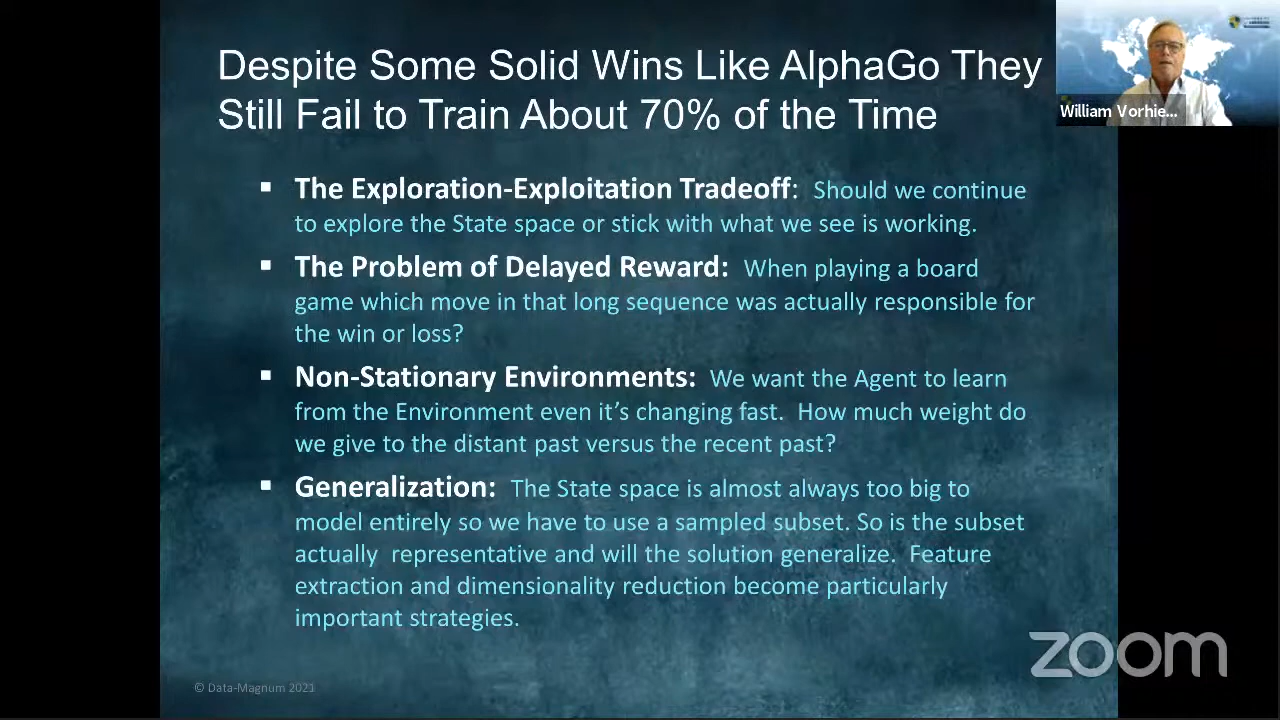 Despite Some Solid Wins Like AlphaGo They
Still Fail to Train About 70% of the Time
William Vorhie...
▪ The Exploration-Exploitation Tradeoff: Should we continue
to explore the State space or stick with what we see is working.
▪ The Problem of Delayed Reward: When playing a board
game which move in that long sequence was actually responsible for
the win or loss?
▪ Non-Stationary Environments: We want the Agent to learn
from the Environment even it's changing fast. How much weight do
we give to the distant past versus the recent past?
▪ Generalization: The State space is almost always too big to
model entirely so we have to use a sampled subset. So is the subset
actually representative and will the solution generalize. Feature
extraction and dimensionality reduction become particularly
important strategies.
zoom
© Data-Magnum 2021